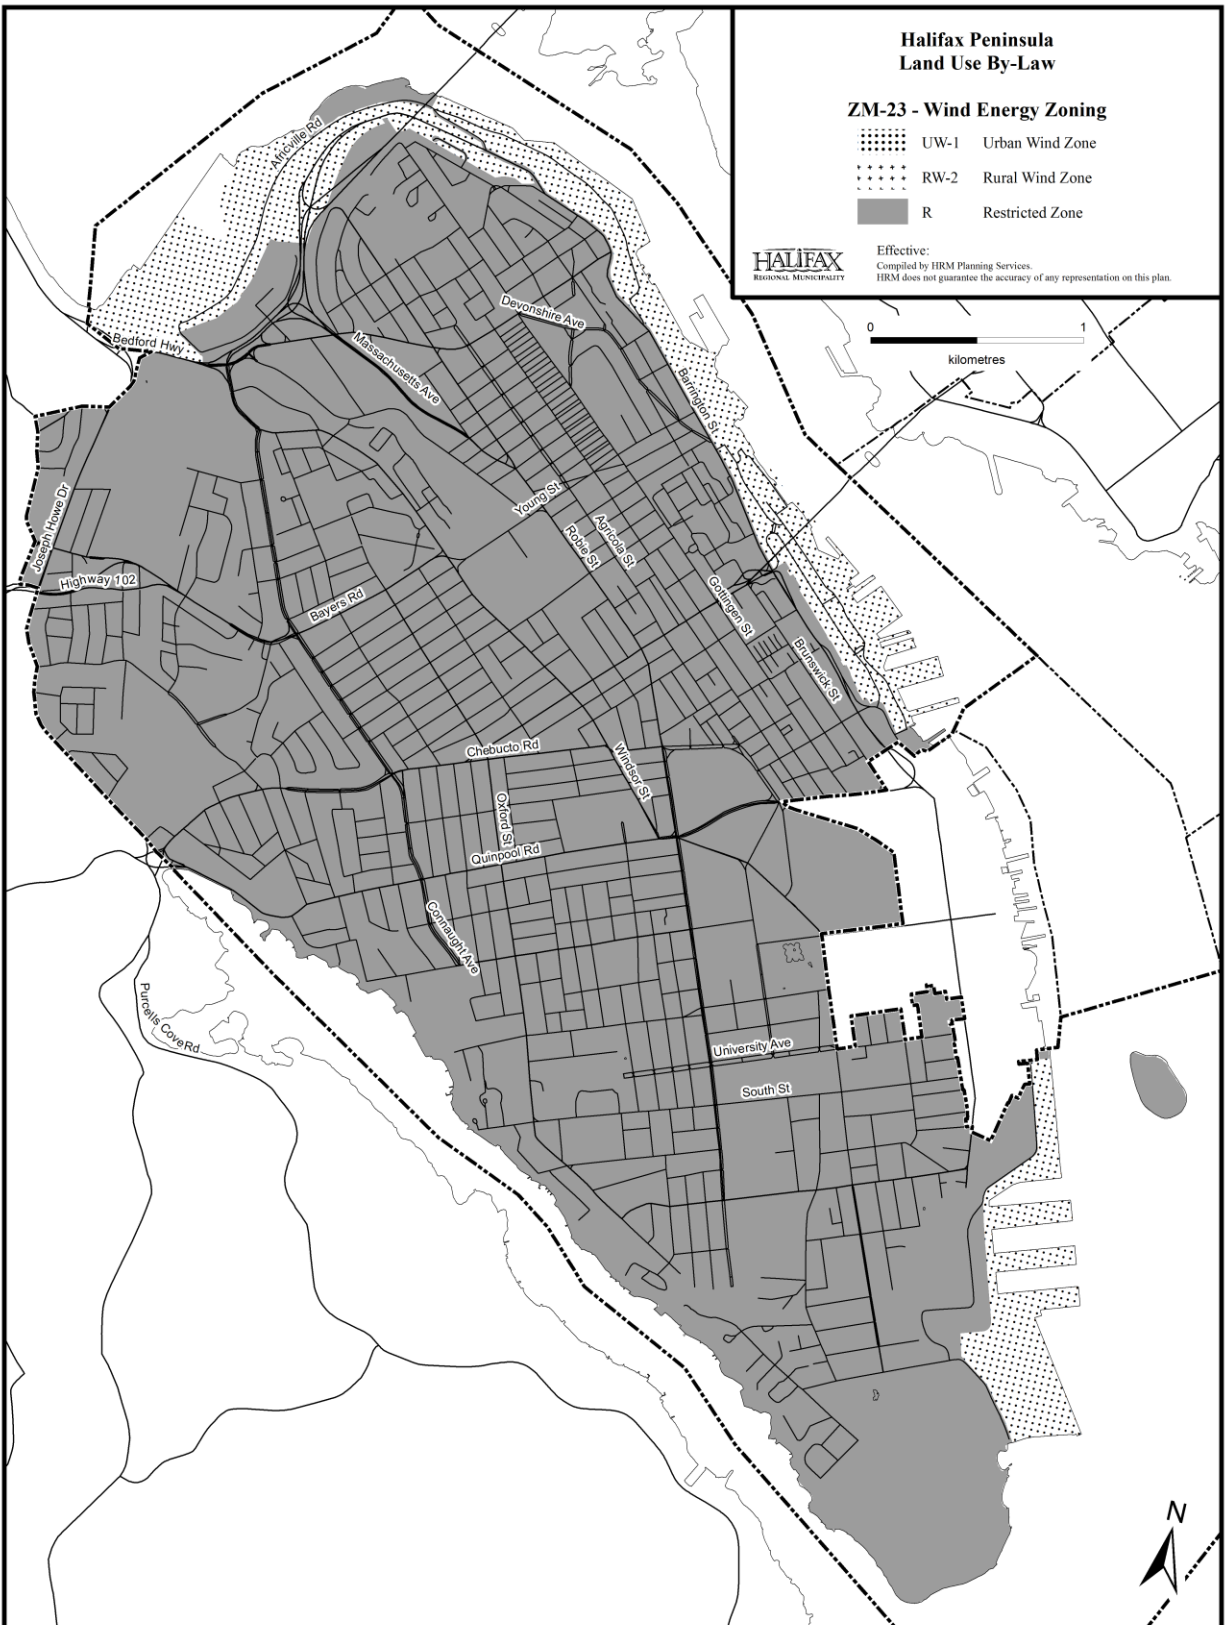 Halifax Peninsula
Land Use By-Law
ZM-23 - Wind Energy Zoning
UW-1 Urban Wind Zone
RW-2 Rural Wind Zone
R Restricted Zone
HALIFAX
REGIONAL MUNICIPALITY
Effective:
Compiled by HRM Planning Services.
HRM does not guarantee the accuracy of any representation on this plan.
0 1
kilometres
Africville Rd
Devonshire Ave
Bedford Hwy
Massachusetts Ave
Barrington St
Joseph Howe Dr
Young St
Robie St
Agricola St
Highway 102
Bayers Rd
Gottingen St
Brunswick St
Chebucto Rd
Windsor St
Oxford St
Quinpool Rd
Connaught Ave
Purcells Cove Rd
University Ave
South St
N